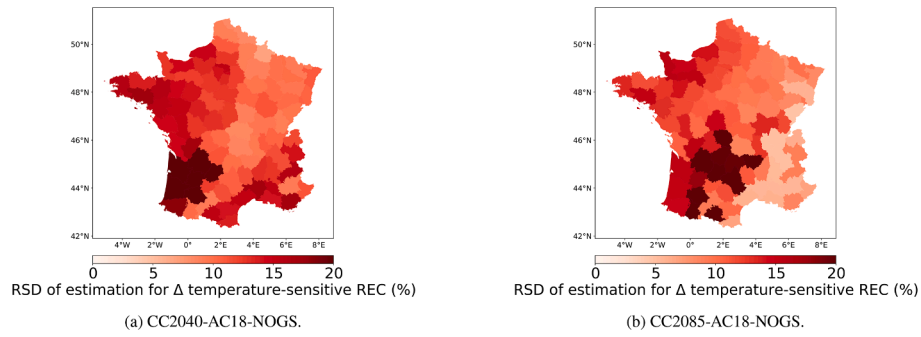 50°N
48°N
46°N
44°N
42°N
4°W 2°W 0° 2°E 4°E 6°E 8°E
0 5 10 15 20
RSD of estimation for Δ temperature-sensitive REC (%)
(a) CC2040-AC18-NOGS.
50°N
48°N
46°N
44°N
42°N
4°W 2°W 0° 2°E 4°E 6°E 8°E
0 5 10 15 20
RSD of estimation for Δ temperature-sensitive REC (%)
(b) CC2085-AC18-NOGS.